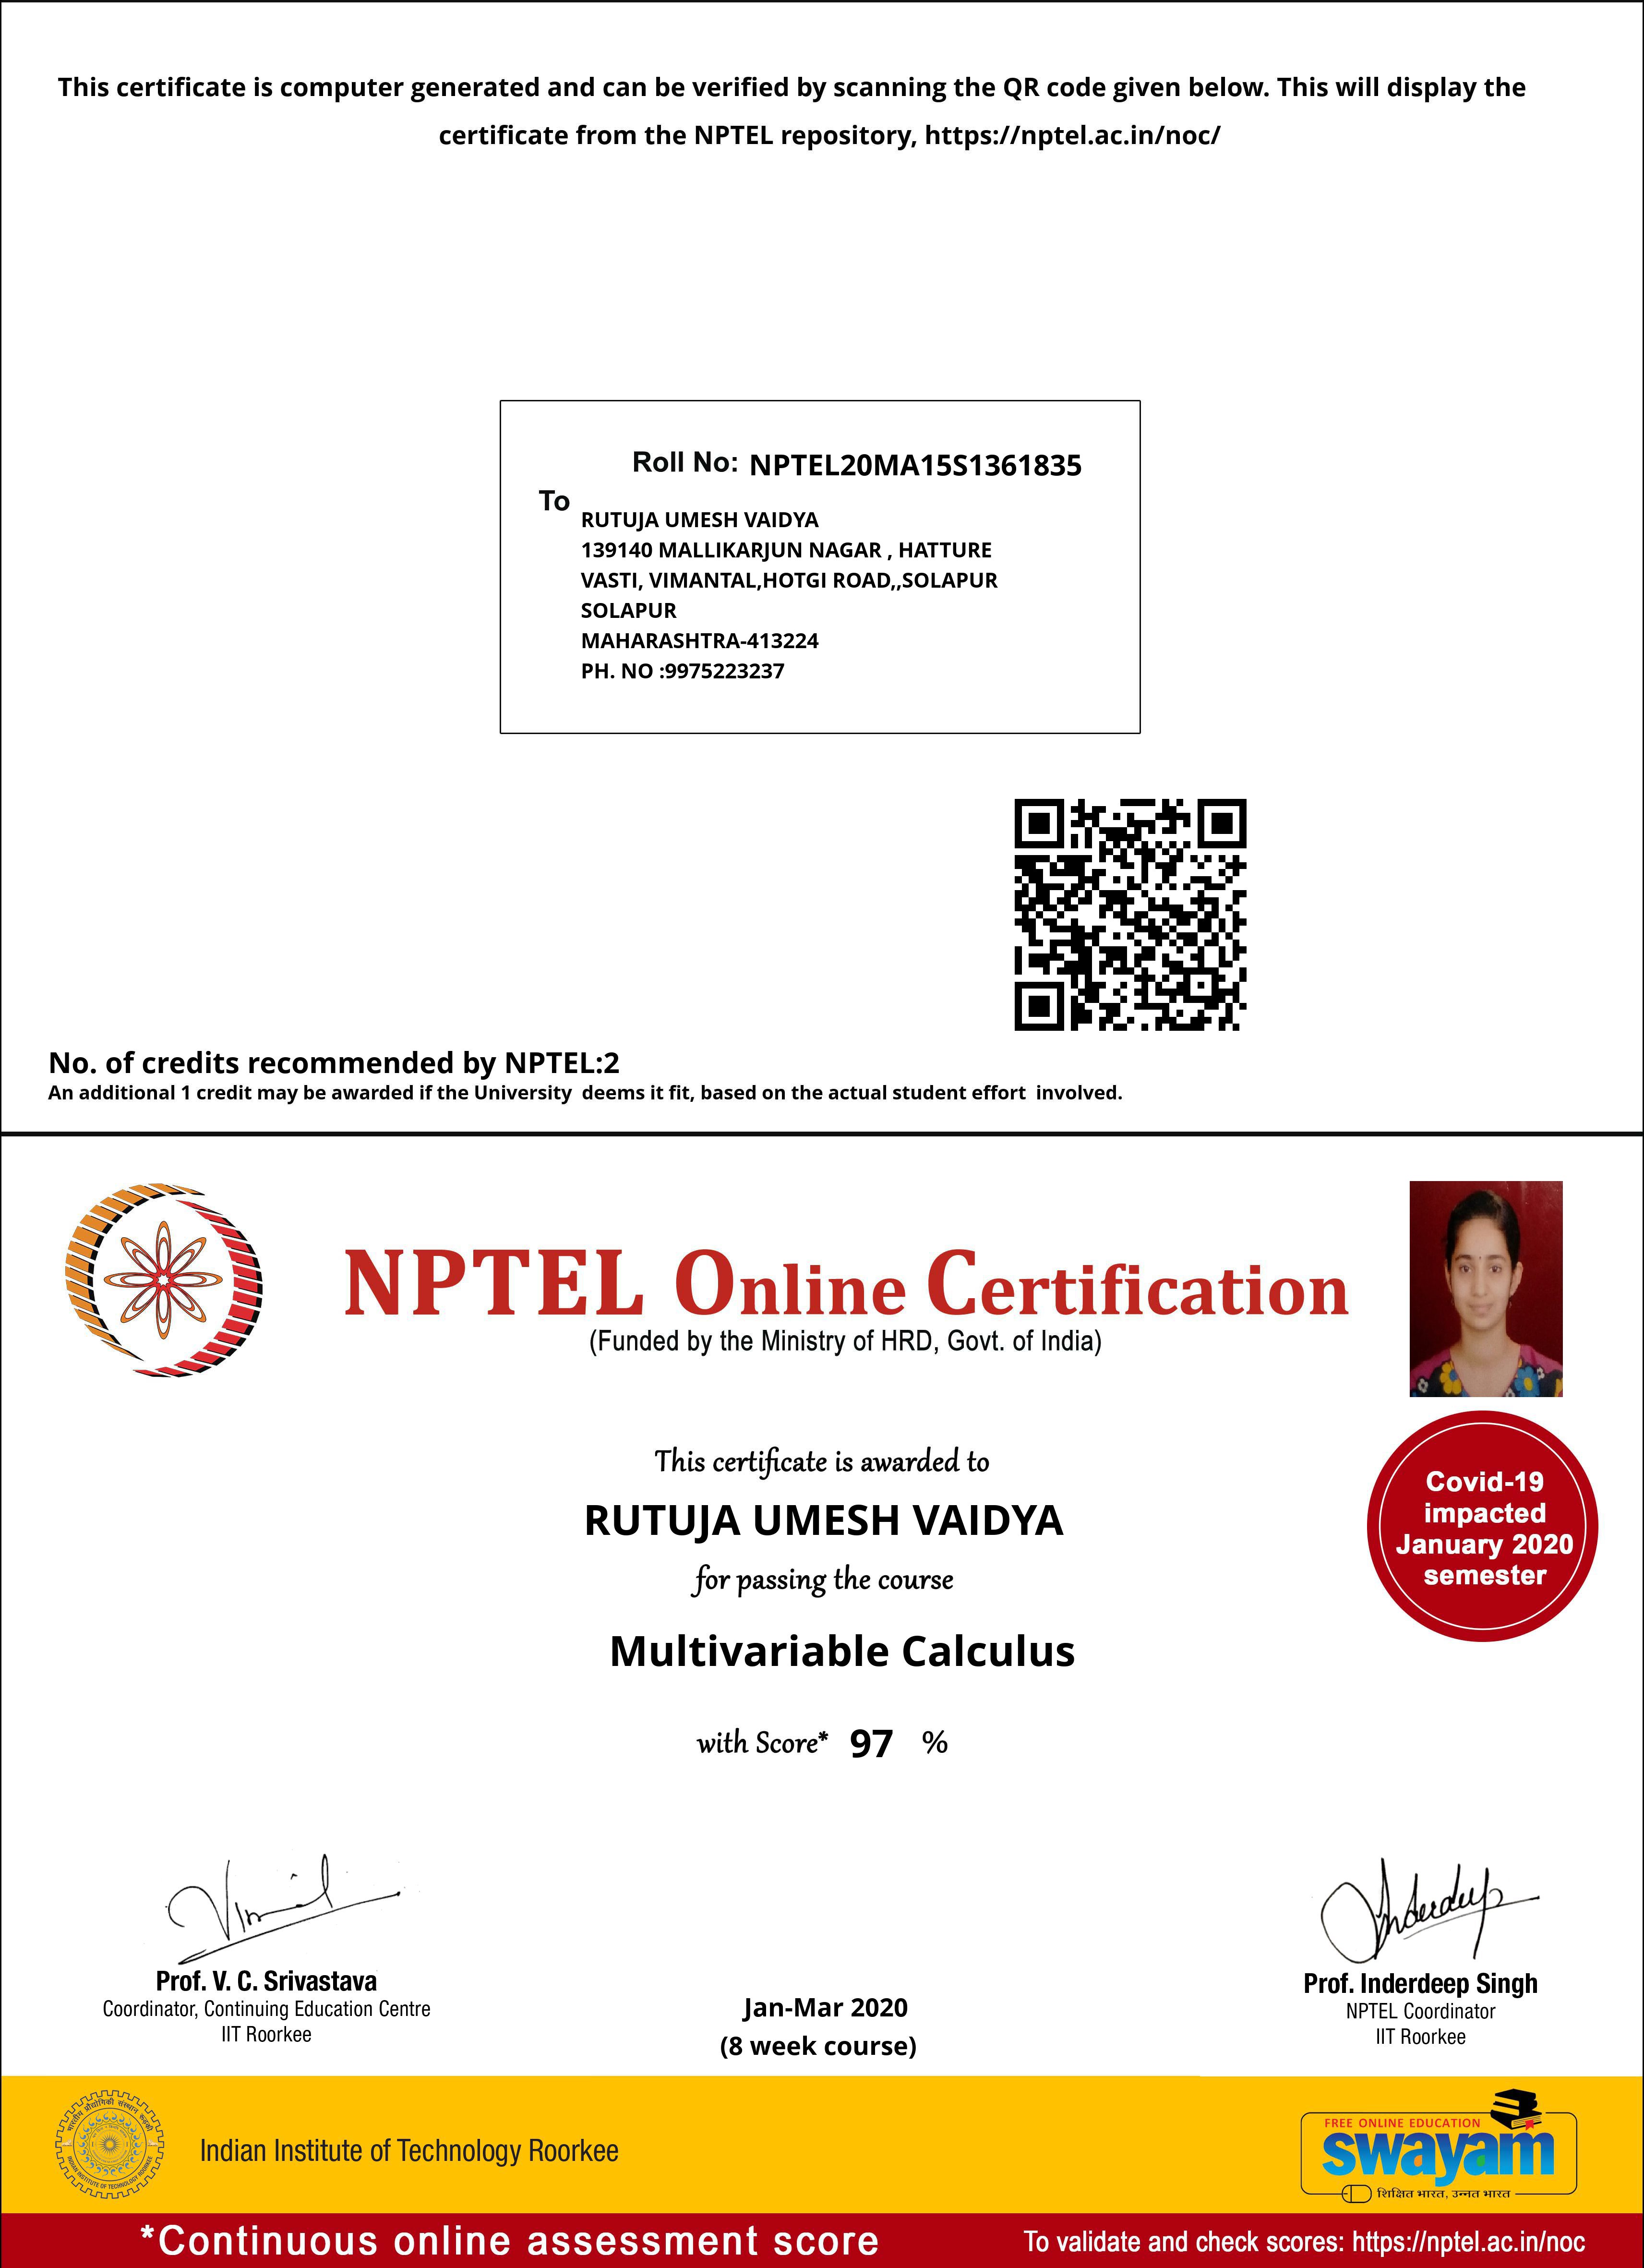 This certificate is computer generated and can be verified by scanning the QR code given below. This will display the
certificate from the NPTEL repository, https://nptel.ac.in/noc/
Roll No: NPTEL20MA15S1361835
To
RUTUJA UMESH VAIDYA
139140 MALLIKARJUN NAGAR , HATTURE
VASTI, VIMANTAL,HOTGI ROAD,,SOLAPUR
SOLAPUR
MAHARASHTRA-413224
PH. NO :9975223237
No. of credits recommended by NPTEL:2
An additional 1 credit may be awarded if the University deems it fit, based on the actual student effort involved.
NPTEL Online Certification
(Funded by the Ministry of HRD, Govt. of India)
This certificate is awarded to
RUTUJA UMESH VAIDYA
for passing the course
Multivariable Calculus
with Score* 97 %
Covid-19
impacted
January 2020
semester
Vimal
Prof. V. C. Srivastava
Coordinator, Continuing Education Centre
IIT Roorkee
Jan-Mar 2020
(8 week course)
Inderdeep
Prof. Inderdeep Singh
NPTEL Coordinator
IIT Roorkee
भारतीय प्रौद्योगिकी संस्थान रूड़की
INDIAN INSTITUTE OF TECHNOLOGY ROORKEE
Indian Institute of Technology Roorkee
FREE ONLINE EDUCATION
swayam
शिक्षित भारत, उन्नत भारत
*Continuous online assessment score
To validate and check scores: https://nptel.ac.in/noc